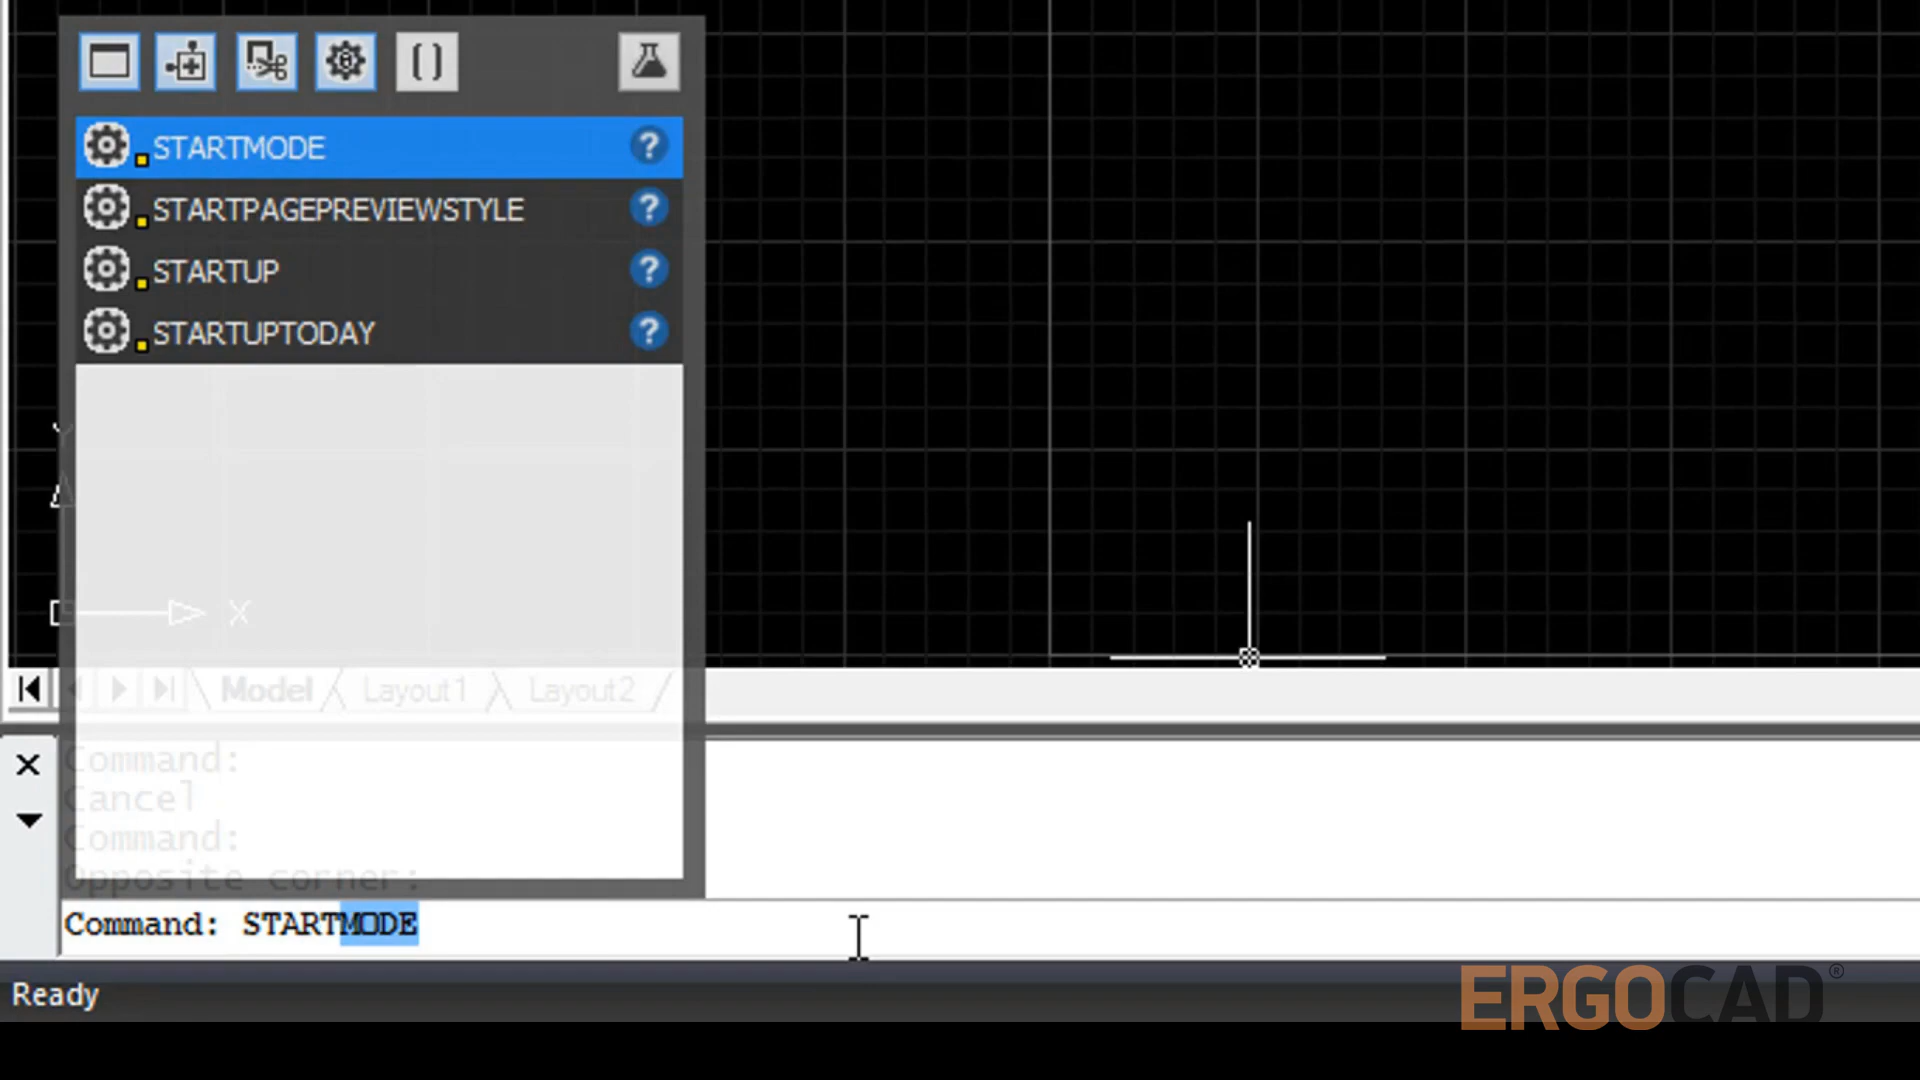 STARTMODE ?
STARTPAGEPREVIEWSTYLE ?
STARTUP ?
STARTUPTODAY ?
X
Model Layout1 Layout2
Command:
Cancel
Command:
Opposite corner:
Command: STARTMODE
Ready
ERGOCAD®